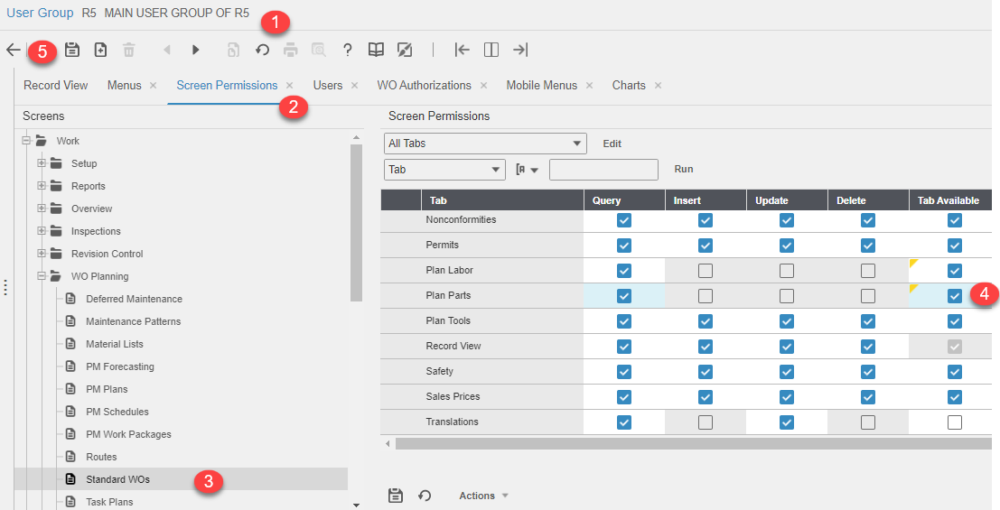 User Group R5 MAIN USER GROUP OF R5
1
5
?
Record View Menus × Screen Permissions × Users × WO Authorizations × Mobile Menus × Charts ×
2
Screens
Work
Setup
Reports
Overview
Inspections
Revision Control
WO Planning
Deferred Maintenance
Maintenance Patterns
Material Lists
PM Forecasting
PM Plans
PM Schedules
PM Work Packages
Routes
Standard WOs
3
Task Plans
Screen Permissions
All Tabs Edit
Tab Run
Tab Query Insert Update Delete Tab Available
Nonconformities
Permits
Plan Labor
Plan Parts
4
Plan Tools
Record View
Safety
Sales Prices
Translations
Actions